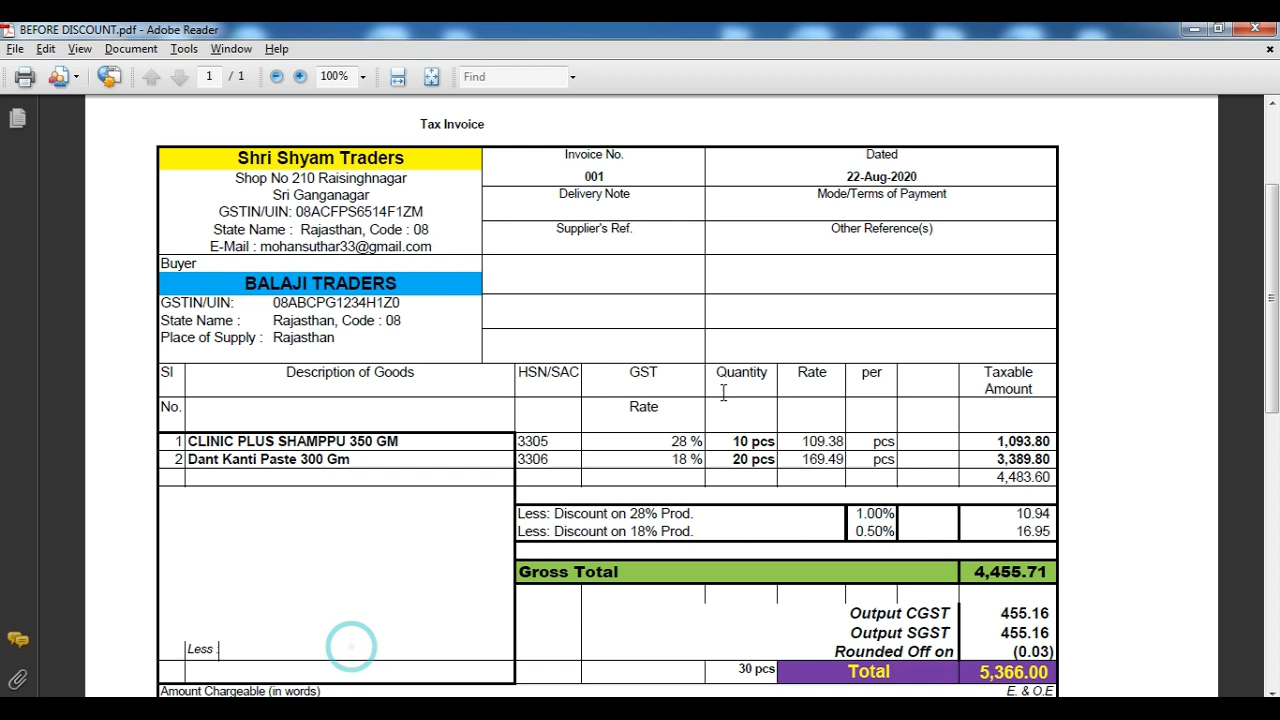 BEFORE DISCOUNT.pdf - Adobe Reader
File Edit View Document Tools Window Help
1 / 1 100% Find
Tax Invoice
Shri Shyam Traders
Shop No 210 Raisinghnagar
Sri Ganganagar
GSTIN/UIN: 08ACFPS6514F1ZM
State Name : Rajasthan, Code : 08
E-Mail : mohansuthar33@gmail.com
Invoice No.
001
Dated
22-Aug-2020
Delivery Note
Mode/Terms of Payment
Supplier's Ref.
Other Reference(s)
Buyer
BALAJI TRADERS
GSTIN/UIN: 08ABCPG1234H1Z0
State Name : Rajasthan, Code : 08
Place of Supply : Rajasthan
Sl No. Description of Goods HSN/SAC GST Rate Quantity Rate per Taxable Amount
1 CLINIC PLUS SHAMPPU 350 GM 3305 28 % 10 pcs 109.38 pcs 1,093.80
2 Dant Kanti Paste 300 Gm 3306 18 % 20 pcs 169.49 pcs 3,389.80
4,483.60
Less: Discount on 28% Prod. 1.00% 10.94
Less: Discount on 18% Prod. 0.50% 16.95
Gross Total 4,455.71
Output CGST 455.16
Output SGST 455.16
Less : Rounded Off on (0.03)
30 pcs Total 5,366.00
Amount Chargeable (in words) E. & O.E